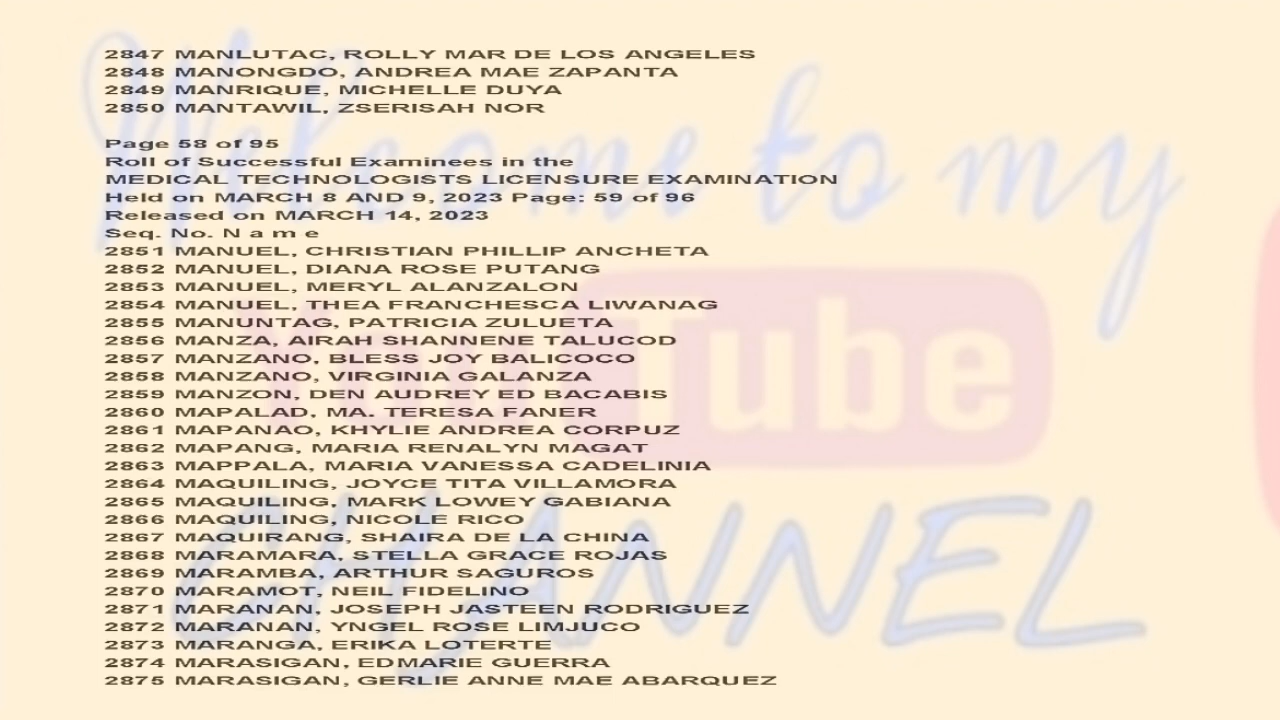 2847 MANLUTAC, ROLLY MAR DE LOS ANGELES
2848 MANONGDO, ANDREA MAE ZAPANTA
2849 MANRIQUE, MICHELLE DUYA
2850 MANTAWIL, ZSERISAH NOR
Page 58 of 95
Roll of Successful Examinees in the
MEDICAL TECHNOLOGISTS LICENSURE EXAMINATION
Held on MARCH 8 AND 9, 2023 Page: 59 of 96
Released on MARCH 14, 2023
Seq. No. N a m e
2851 MANUEL, CHRISTIAN PHILLIP ANCHETA
2852 MANUEL, DIANA ROSE PUTANG
2853 MANUEL, MERYL ALANZALON
2854 MANUEL, THEA FRANCHESCA LIWANAG
2855 MANUNTAG, PATRICIA ZULUETA
2856 MANZA, AIRAH SHANNENE TALUCOD
2857 MANZANO, BLESS JOY BALICOCO
2858 MANZANO, VIRGINIA GALANZA
2859 MANZON, DEN AUDREY ED BACABIS
2860 MAPALAD, MA. TERESA FANER
2861 MAPANAO, KHYLIE ANDREA CORPUZ
2862 MAPANG, MARIA RENALYN MAGAT
2863 MAPPALA, MARIA VANESSA CADELINIA
2864 MAQUILING, JOYCE TITA VILLAMORA
2865 MAQUILING, MARK LOWEY GABIANA
2866 MAQUILING, NICOLE RICO
2867 MAQUIRANG, SHAIRA DE LA CHINA
2868 MARAMARA, STELLA GRACE ROJAS
2869 MARAMBA, ARTHUR SAGUROS
2870 MARAMOT, NEIL FIDELINO
2871 MARANAN, JOSEPH JASTEEN RODRIGUEZ
2872 MARANAN, YNGEL ROSE LIMJUCO
2873 MARANGA, ERIKA LOTERTE
2874 MARASIGAN, EDMARIE GUERRA
2875 MARASIGAN, GERLIE ANNE MAE ABARQUEZ
Welcome to my
Tube
CHANNEL